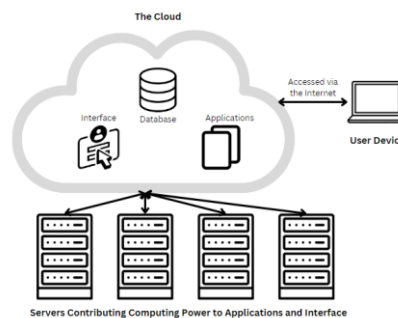 The Cloud
Accessed via
the Internet
Interface
Database
Applications
User Devic
Servers Contributing Computing Power to Applications and Interface